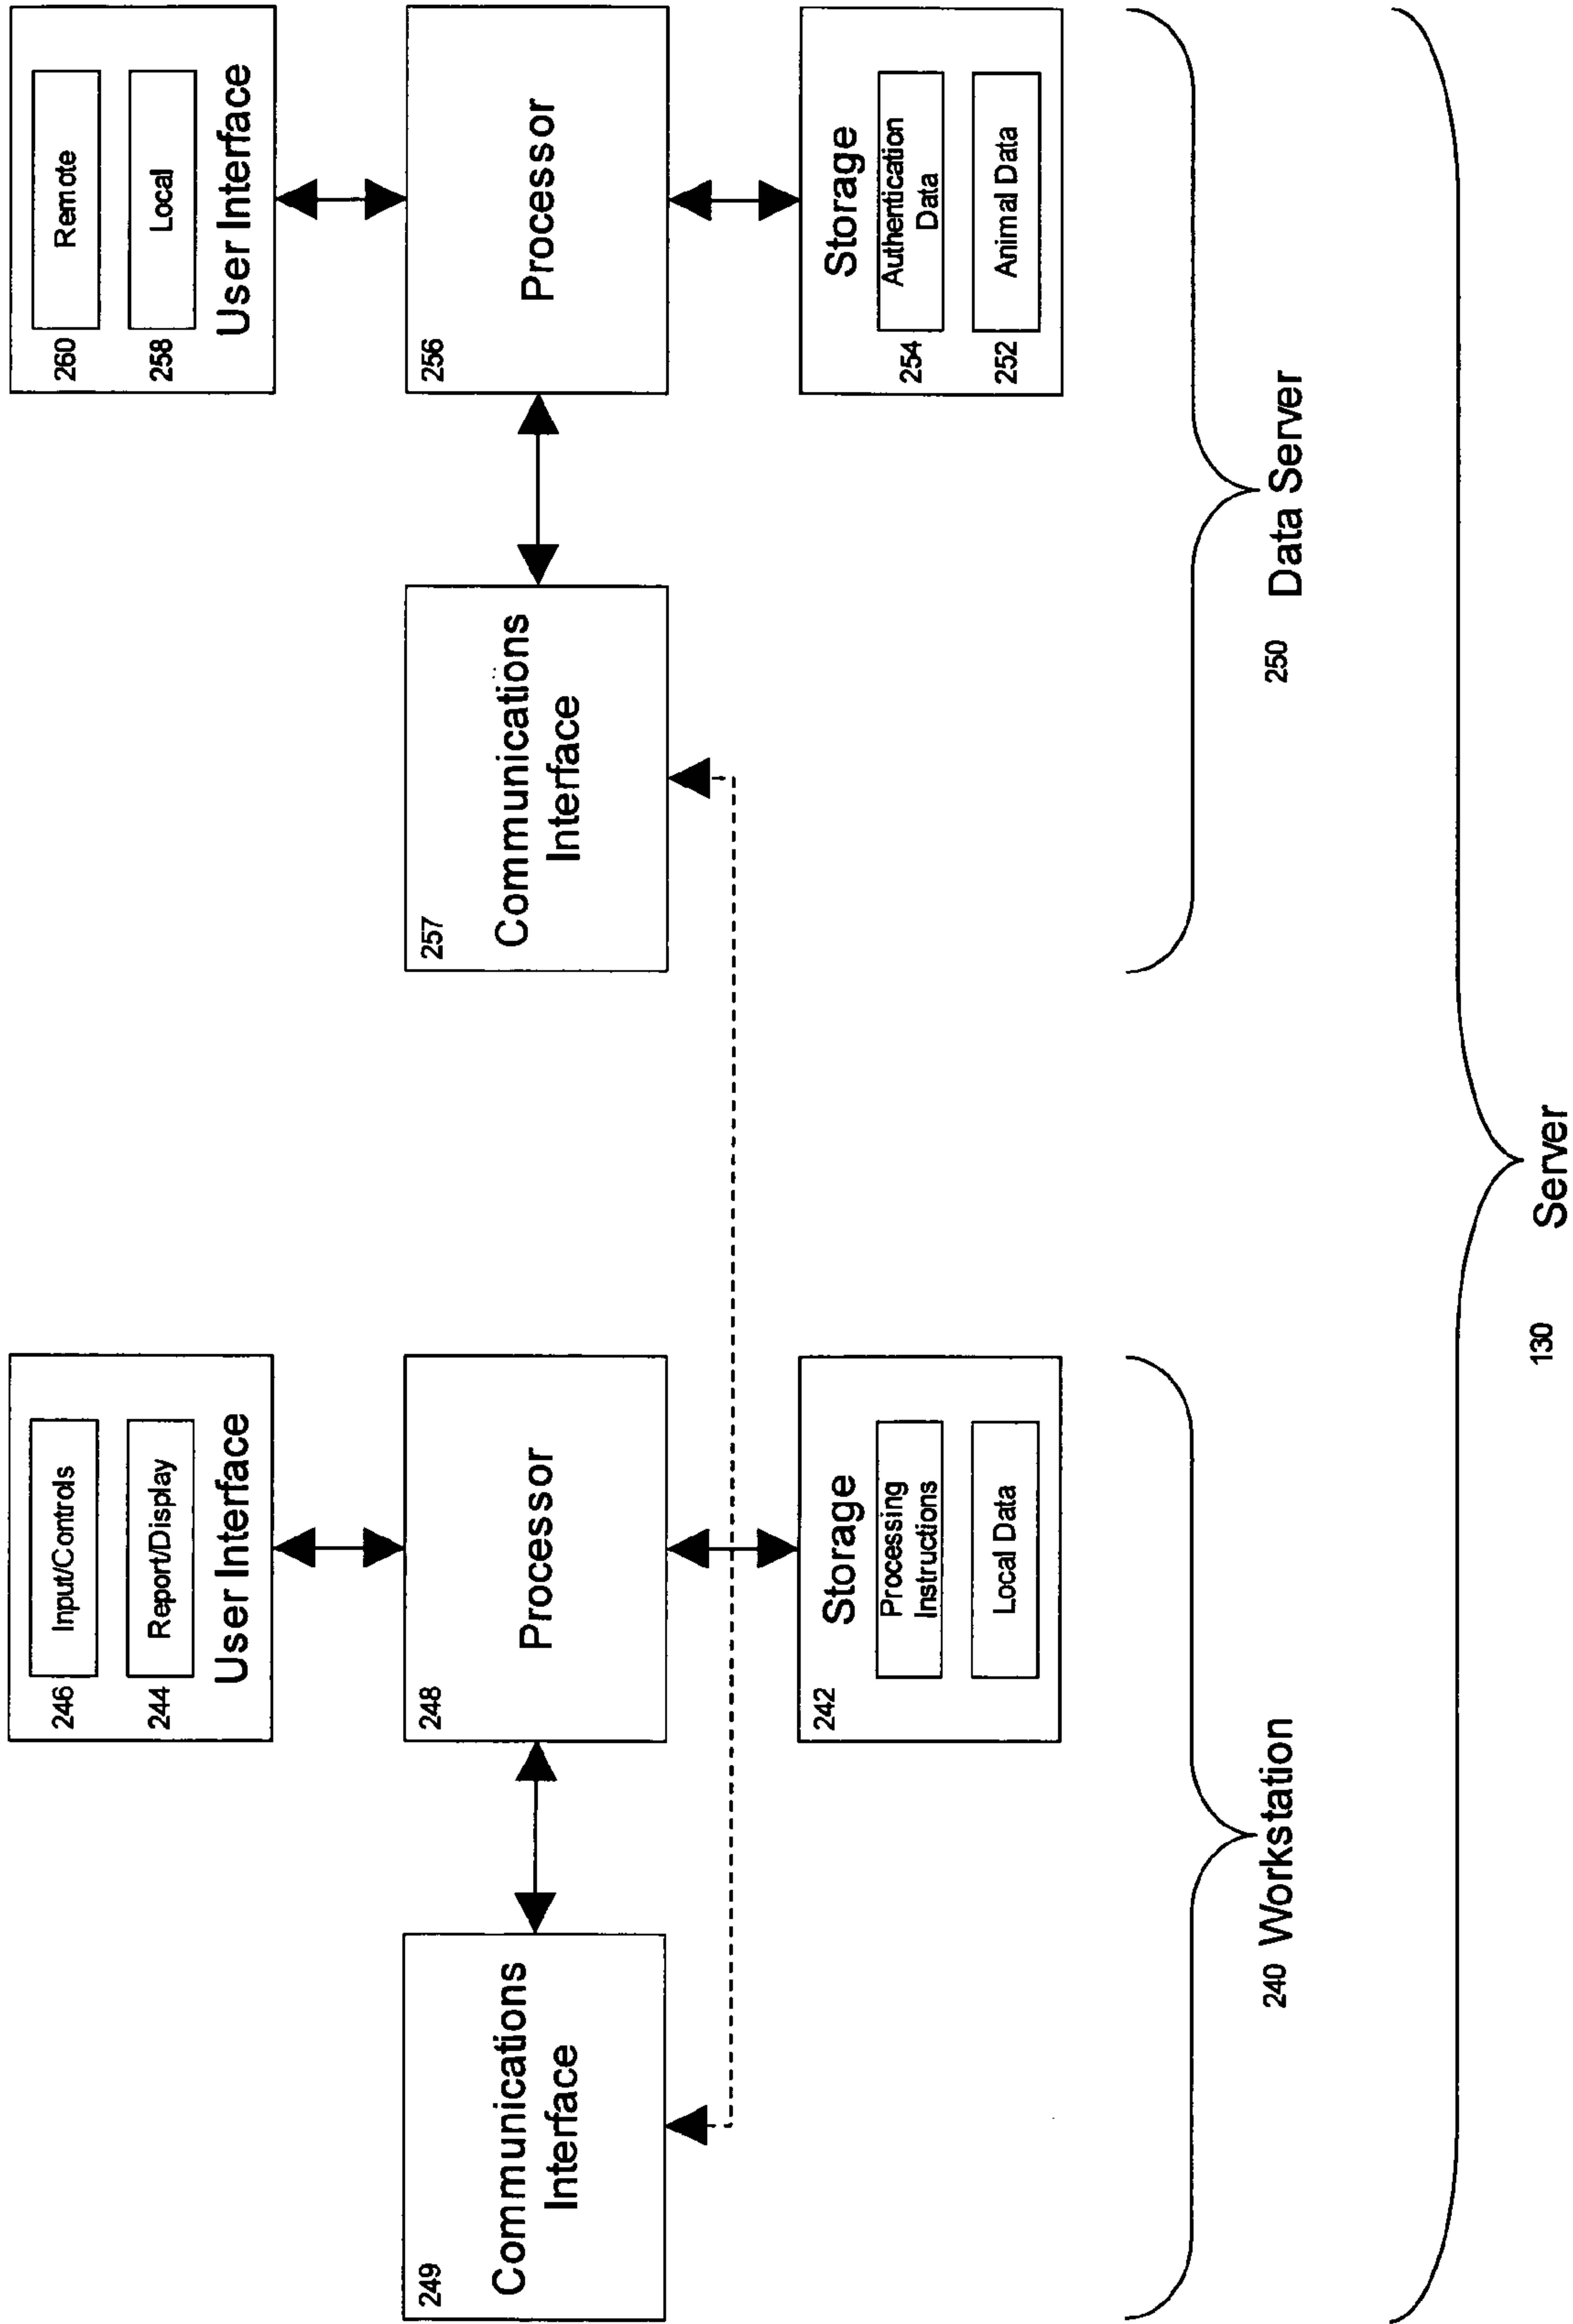 246
Input/Controls
244
Report/Display
User Interface
260
Remote
258
Local
User Interface
249
Communications
Interface
248
Processor
257
Communications
Interface
256
Processor
242
Storage
Processing
Instructions
Local Data
Storage
254
Authentication
Data
252
Animal Data
240 Workstation
250 Data Server
130 Server